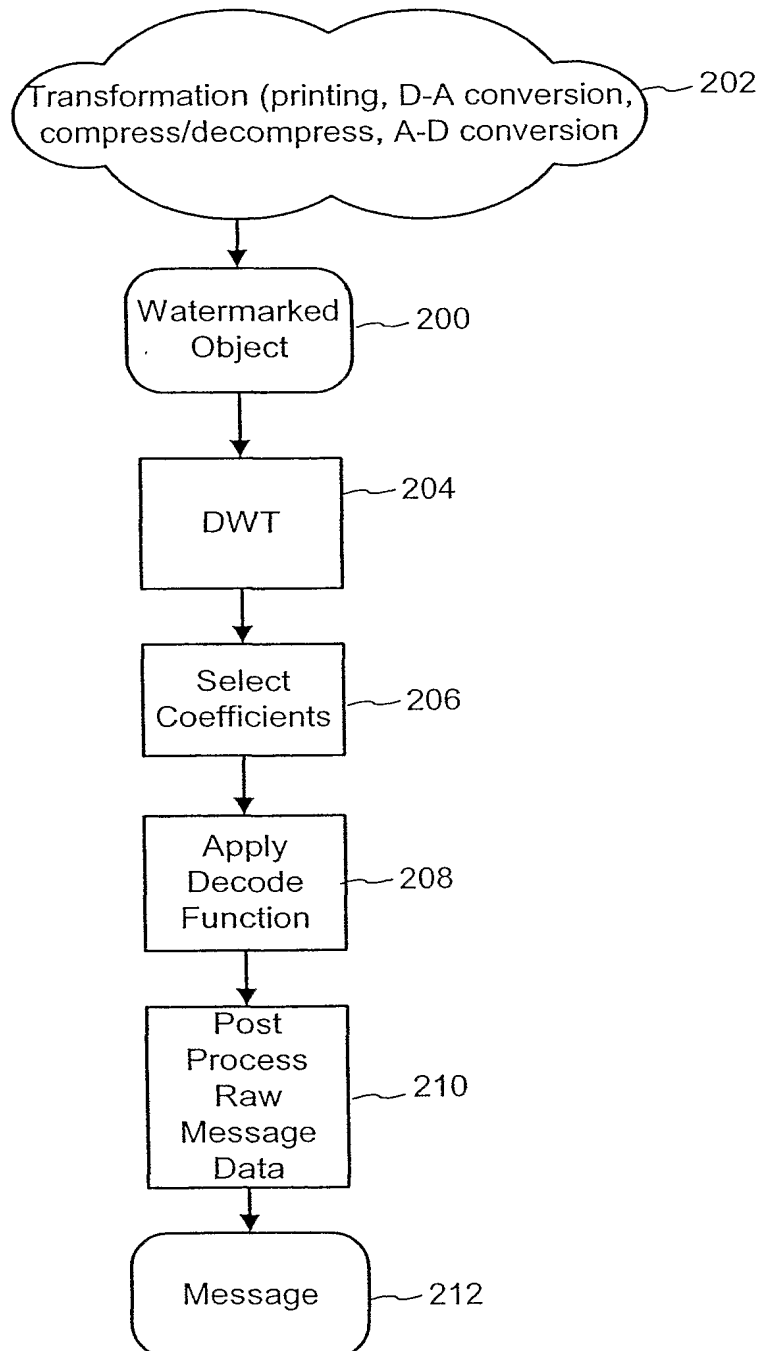 Transformation (printing, D-A conversion,
compress/decompress, A-D conversion
202
Watermarked
Object
200
DWT
204
Select
Coefficients
206
Apply
Decode
Function
208
Post
Process
Raw
Message
Data
210
Message
212